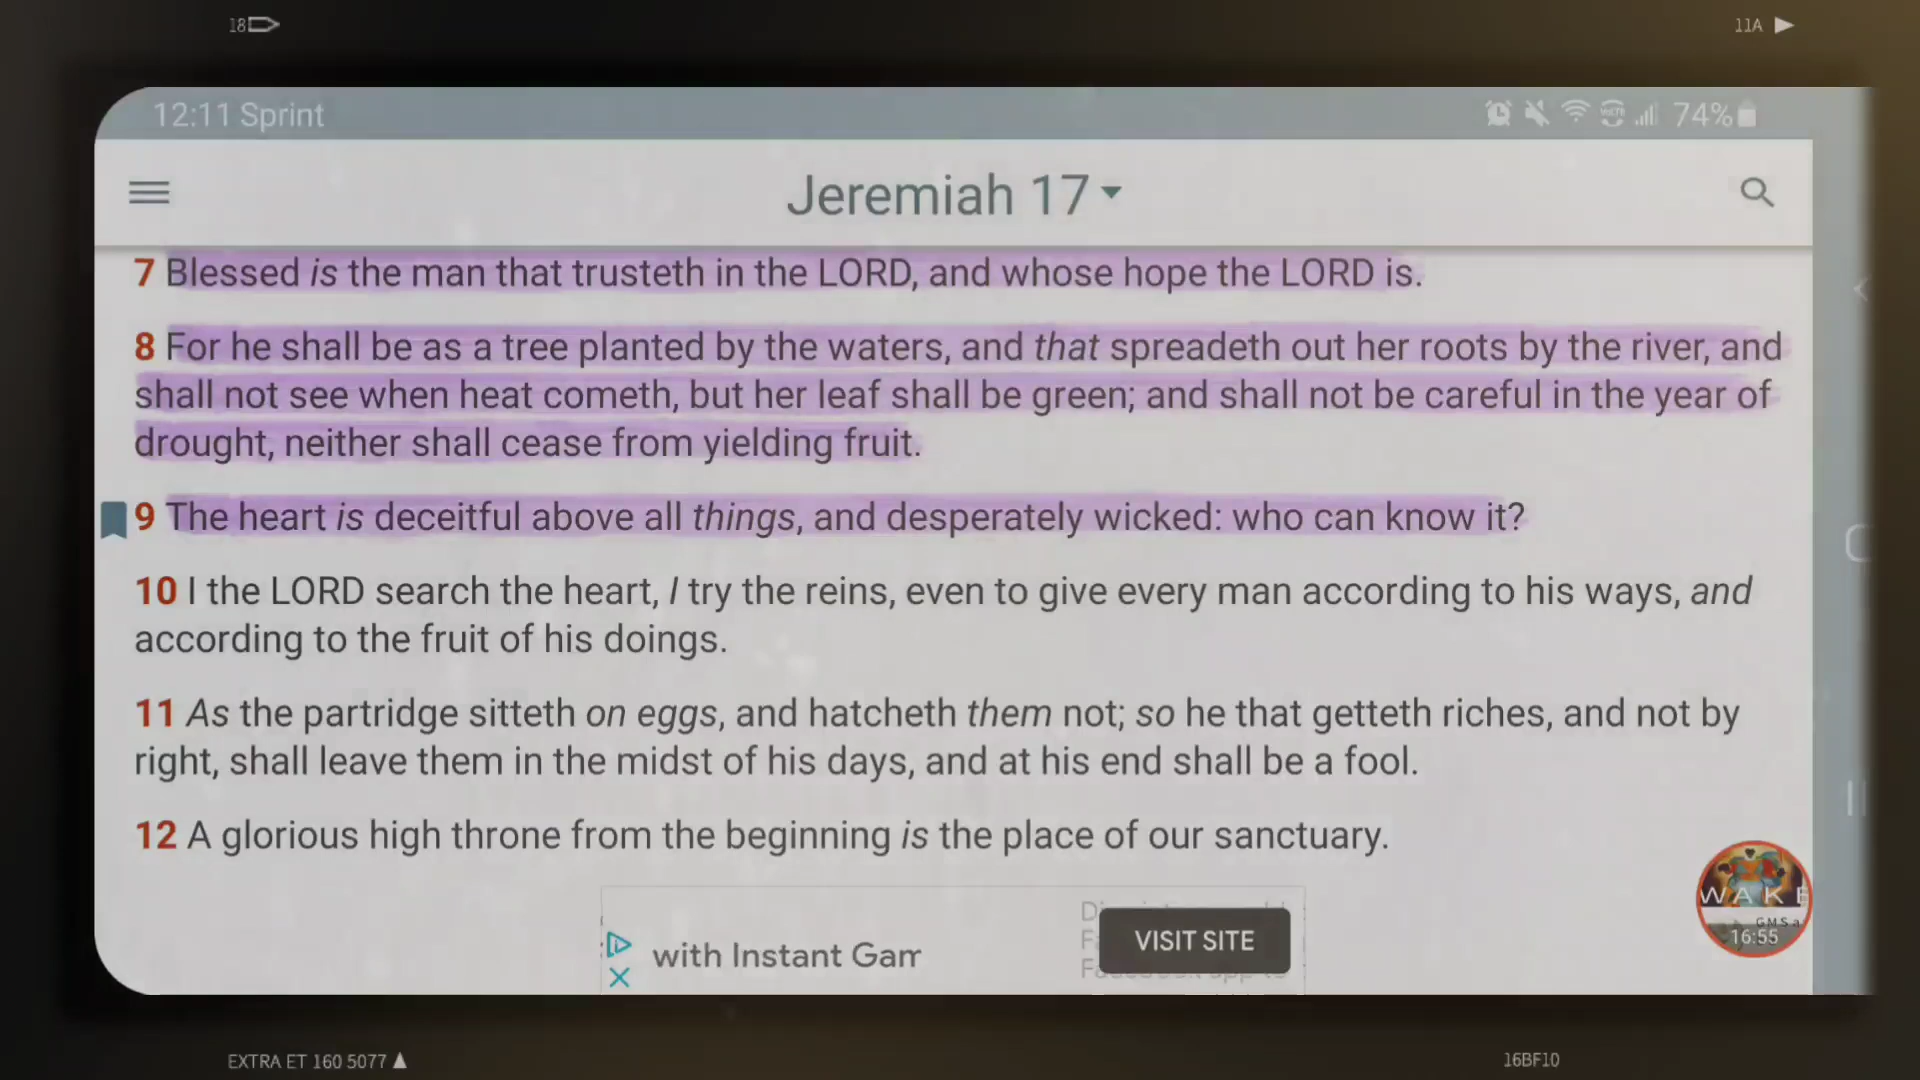 18
11A
12:11 Sprint
74%
Jeremiah 17
7 Blessed is the man that trusteth in the LORD, and whose hope the LORD is.
8 For he shall be as a tree planted by the waters, and that spreadeth out her roots by the river, and
shall not see when heat cometh, but her leaf shall be green; and shall not be careful in the year of
drought, neither shall cease from yielding fruit.
9 The heart is deceitful above all things, and desperately wicked: who can know it?
10 I the LORD search the heart, I try the reins, even to give every man according to his ways, and
according to the fruit of his doings.
11 As the partridge sitteth on eggs, and hatcheth them not; so he that getteth riches, and not by
right, shall leave them in the midst of his days, and at his end shall be a fool.
12 A glorious high throne from the beginning is the place of our sanctuary.
WAKE
G.M.S a
16:55
with Instant Gam
VISIT SITE
EXTRA ET 160 5077
16BF10